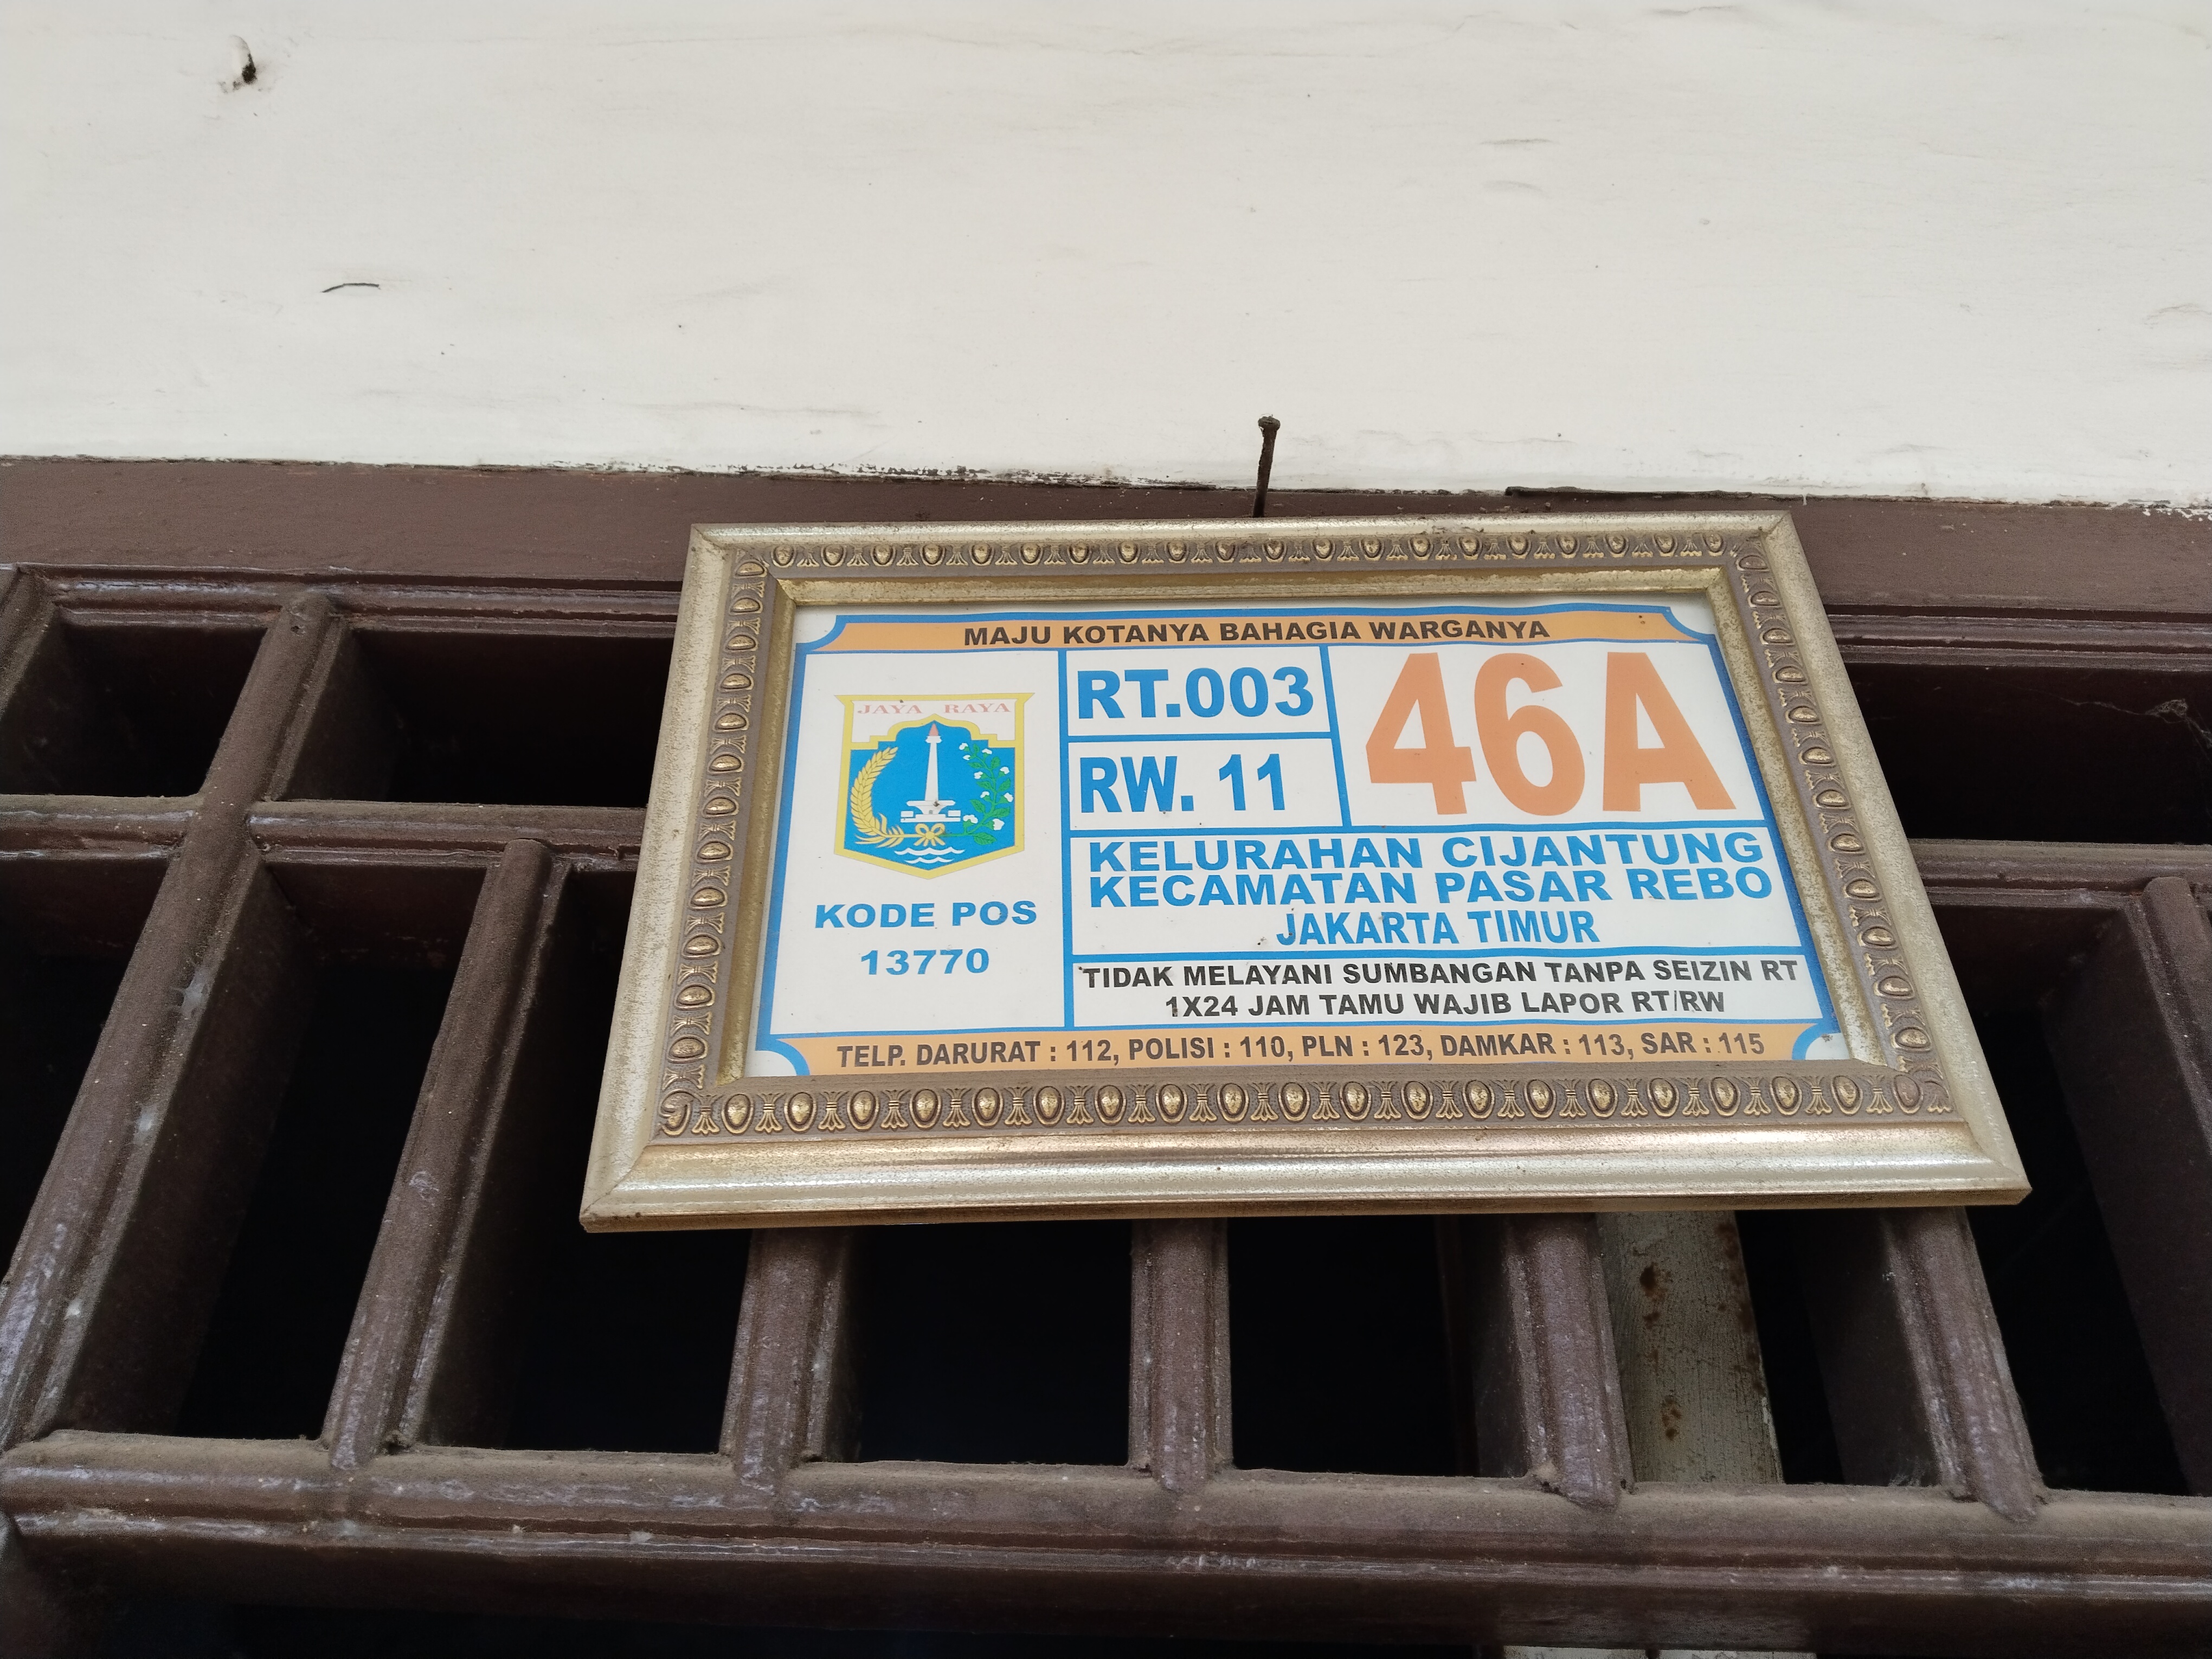 MAJU KOTANYA BAHAGIA WARGANYA
JAYA RAYA
KODE POS
13770
RT.003
RW. 11
46A
KELURAHAN CIJANTUNG
KECAMATAN PASAR REBO
JAKARTA TIMUR
TIDAK MELAYANI SUMBANGAN TANPA SEIZIN RT
1X24 JAM TAMU WAJIB LAPOR RT/RW
TELP. DARURAT : 112, POLISI : 110, PLN : 123, DAMKAR : 113, SAR : 115